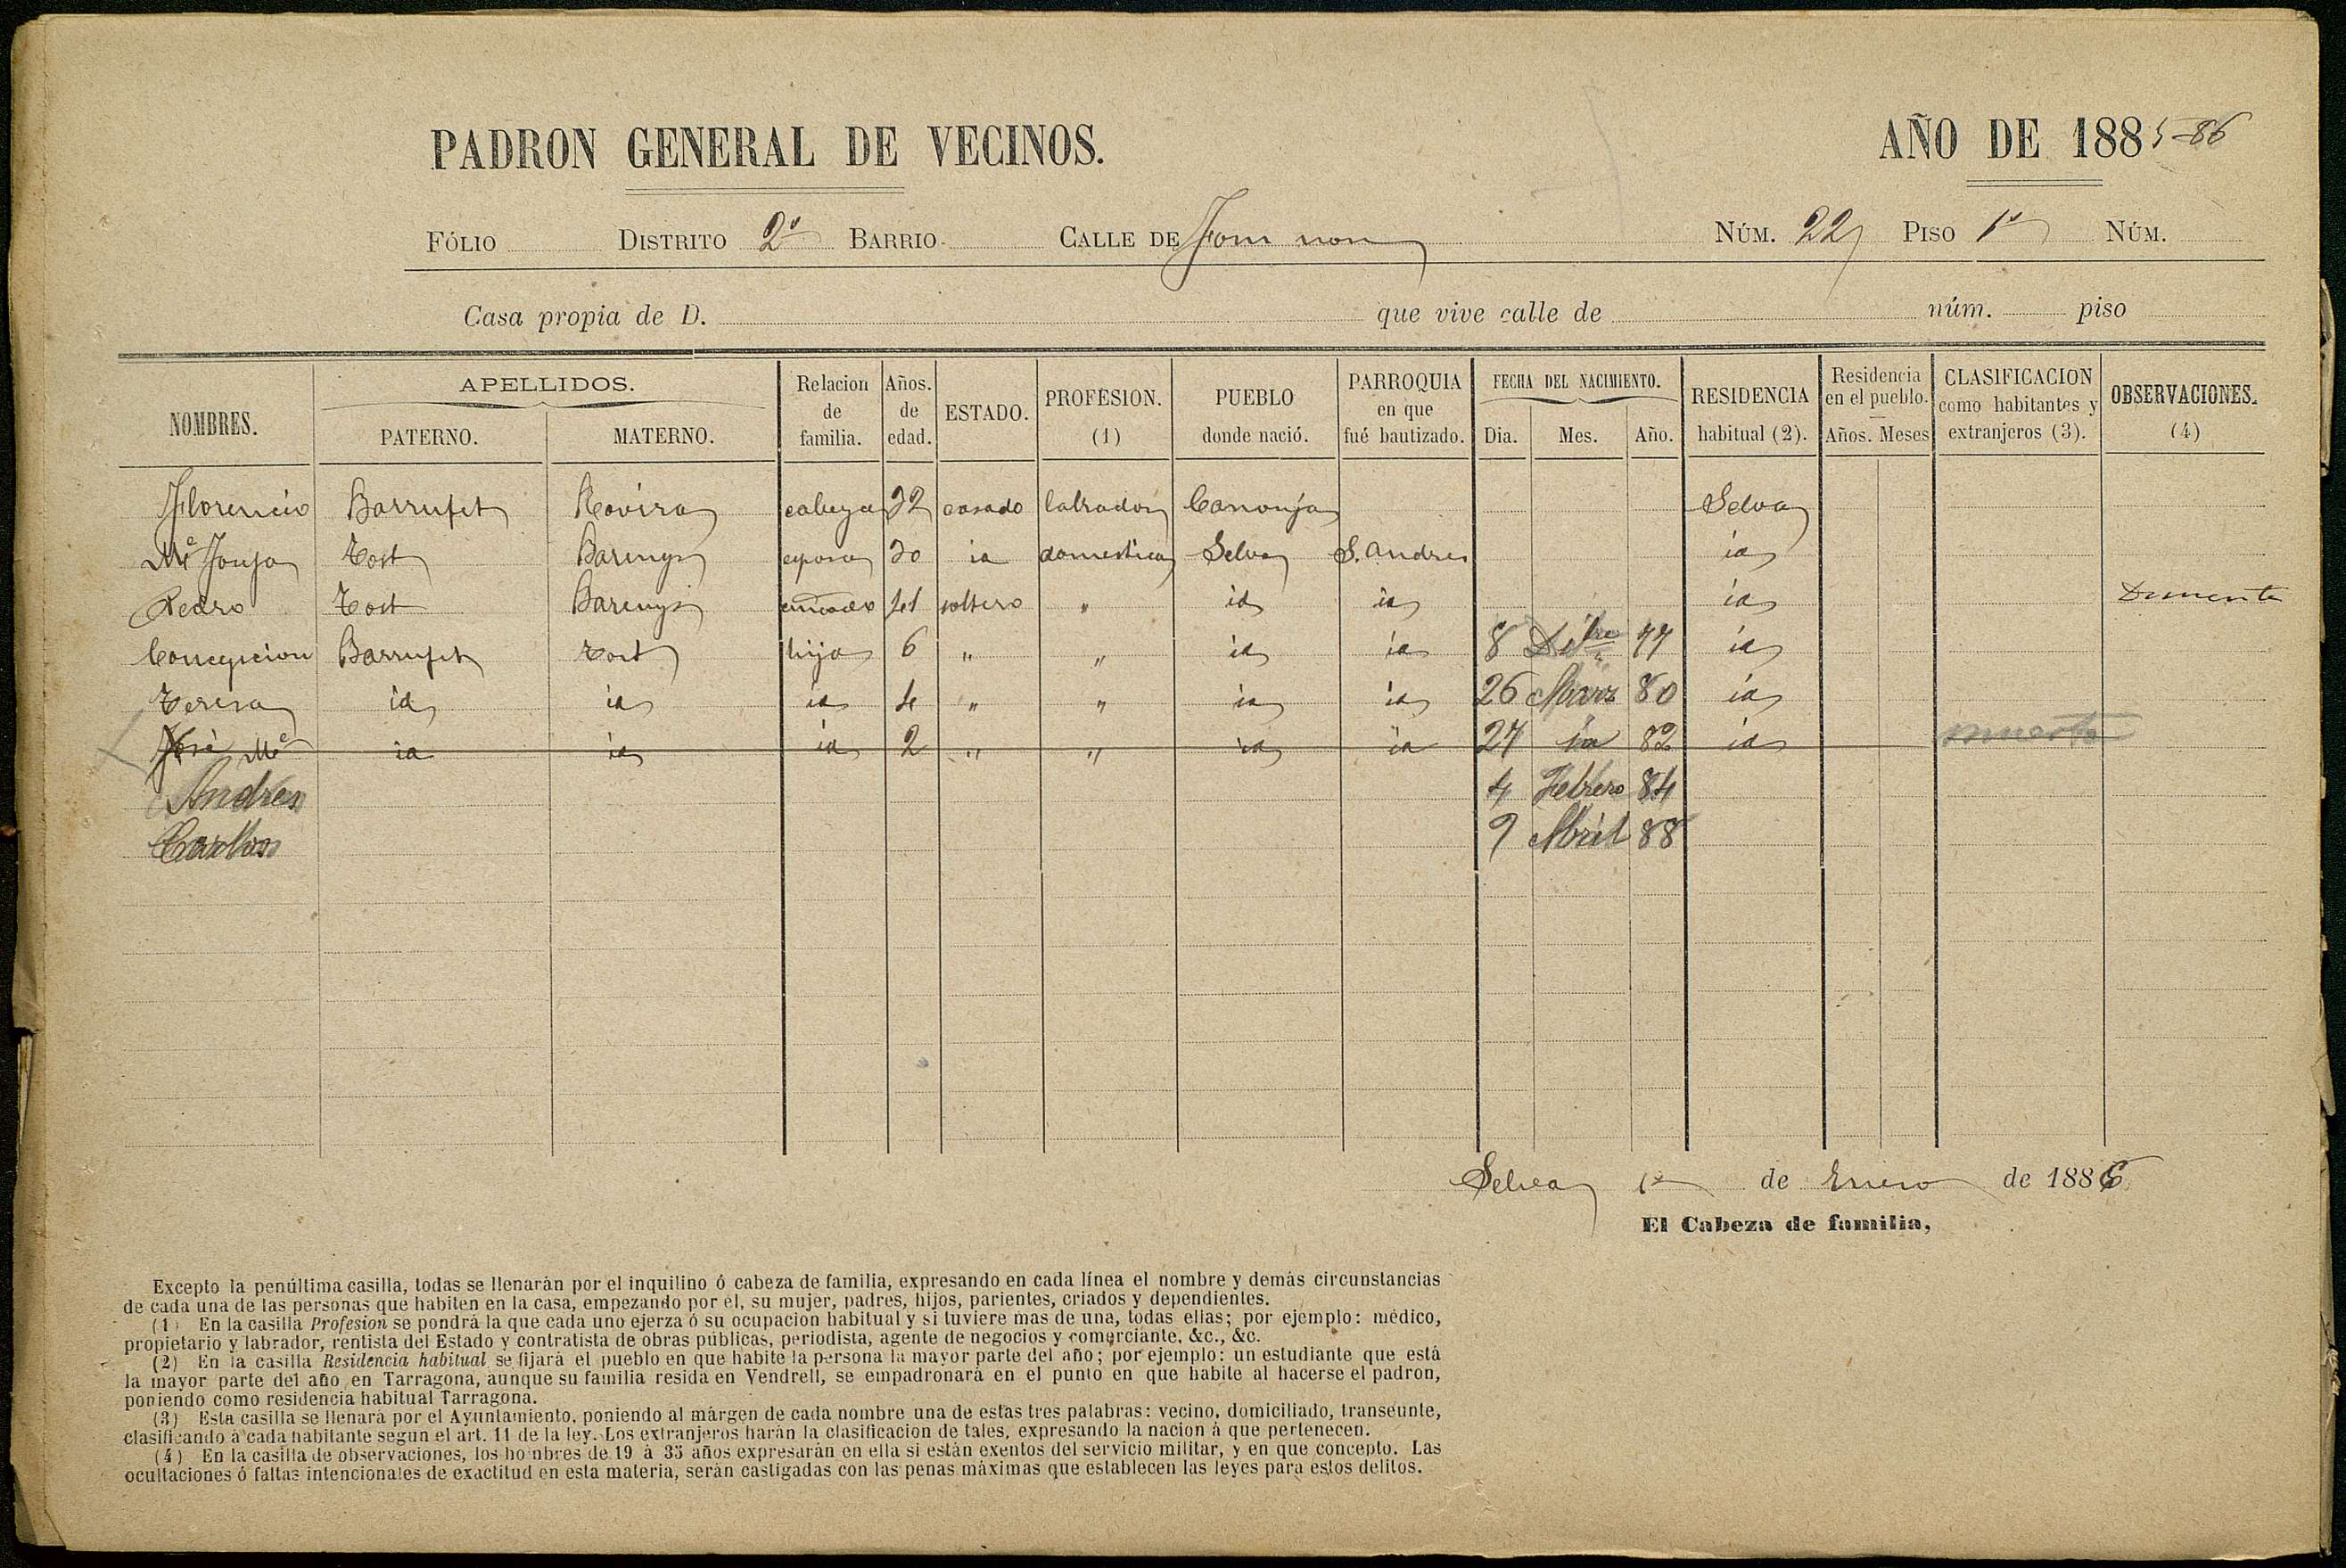 PADRON GENERAL DE VECINOS. AÑO DE 1885-86
FÓLIO DISTRITO 2º BARRIO CALLE DE Forn nou NÚM. 22 PISO 1º NÚM.
Casa propia de D. que vive calle de núm. piso
NOMBRES. APELLIDOS. PATERNO. MATERNO. Relacion de familia. Años. de edad. ESTADO. PROFESION. (1) PUEBLO donde nació. PARROQUIA en que fué bautizado. FECHA DEL NACIMIENTO. Dia. Mes. Año. RESIDENCIA habitual (2). Residencia en el pueblo. Años. Meses CLASIFICACION como habitantes y extranjeros (3). OBSERVACIONES. (4)
Florencio Barrufet Rovira cabeza 32 casado labrador Canonja Selva
Mª Tost Barenys esposa 30 id domestica Selva S. Andres id
Pedro Tost Barenys cuñado 41 soltero " id id id Demente
Concepcion Barrufet Tost hija 6 " " id id 8 Dibre 77 id
Teresa id id id 4 " " id id 26 Marzo 80 id
José Mª id id id 2 " " id id 27 id 82 id muerto
Andres 4 Febrero 84
Carlos 9 Abril 88
Selva 1º de Enero de 1886
El Cabeza de familia,
Excepto la penúltima casilla, todas se llenarán por el inquilino ó cabeza de familia, expresando en cada línea el nombre y demás circunstancias
de cada una de las personas que habiten en la casa, empezando por él, su mujer, padres, hijos, parientes, criados y dependientes.
(1) En la casilla Profesion se pondrá la que cada uno ejerza ó su ocupacion habitual y si tuviere mas de una, todas ellas; por ejemplo: médico,
propietario y labrador, rentista del Estado y contratista de obras públicas, periodista, agente de negocios y comerciante, &c., &c.
(2) En la casilla Residencia habitual se fijará el pueblo en que habite la persona la mayor parte del año; por ejemplo: un estudiante que está
la mayor parte del año en Tarragona, aunque su familia resida en Vendrell, se empadronará en el punto en que habite al hacerse el padron,
poniendo como residencia habitual Tarragona.
(3) Esta casilla se llenará por el Ayuntamiento, poniendo al márgen de cada nombre una de estas tres palabras: vecino, domiciliado, transeunte,
clasificando á cada habitante segun el art. 11 de la ley. Los extranjeros harán la clasificacion de tales, expresando la nacion á que pertenecen.
(4) En la casilla de observaciones, los hombres de 19 á 35 años expresarán en ella si están exentos del servicio militar, y en que concepto. Las
ocultaciones ó faltas intencionales de exactitud en esta materia, serán castigadas con las penas máximas que establecen las leyes para estos delitos.